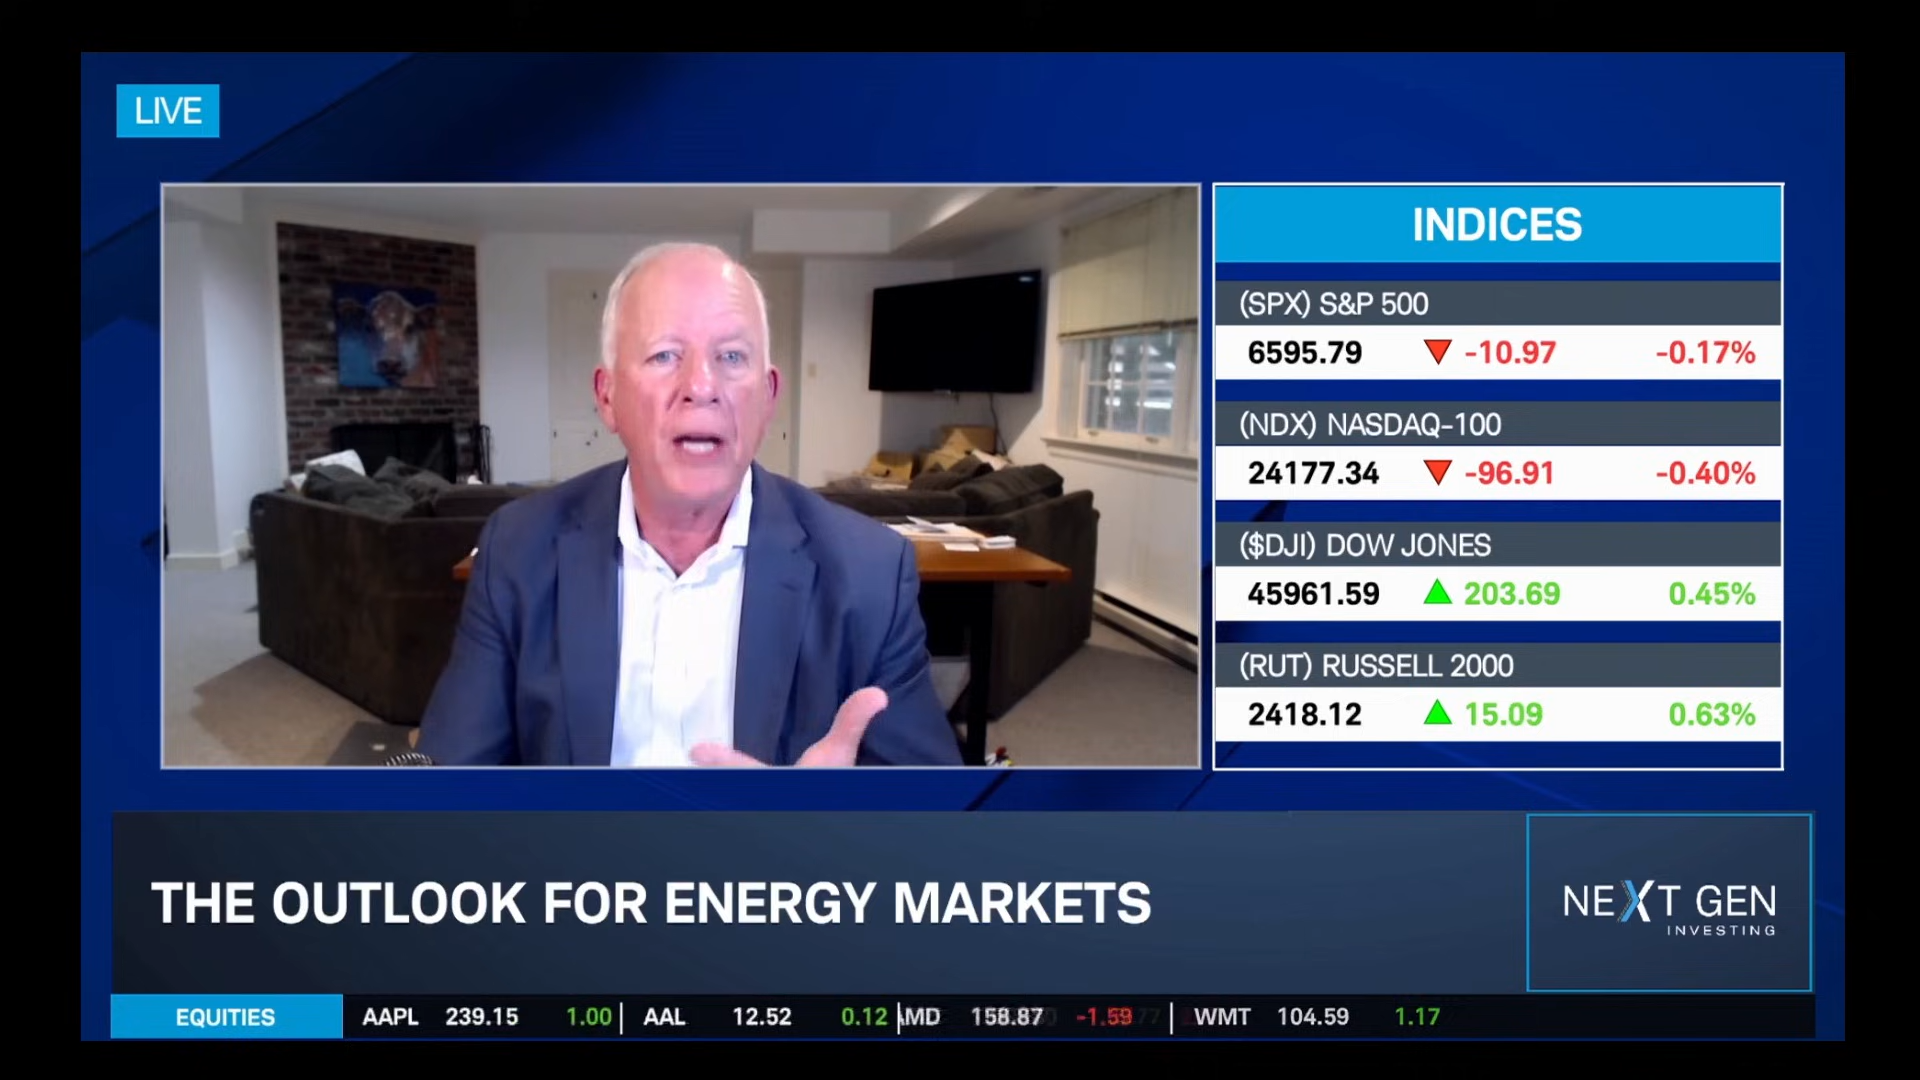 LIVE
INDICES
(SPX) S&P 500
6595.79 -10.97 -0.17%
(NDX) NASDAQ-100
24177.34 -96.91 -0.40%
($DJI) DOW JONES
45961.59 203.69 0.45%
(RUT) RUSSELL 2000
2418.12 15.09 0.63%
THE OUTLOOK FOR ENERGY MARKETS
NEXT GEN
INVESTING
EQUITIES AAPL 239.15 1.00 AAL 12.52 0.12 MD 158.87 -1.59 WMT 104.59 1.17